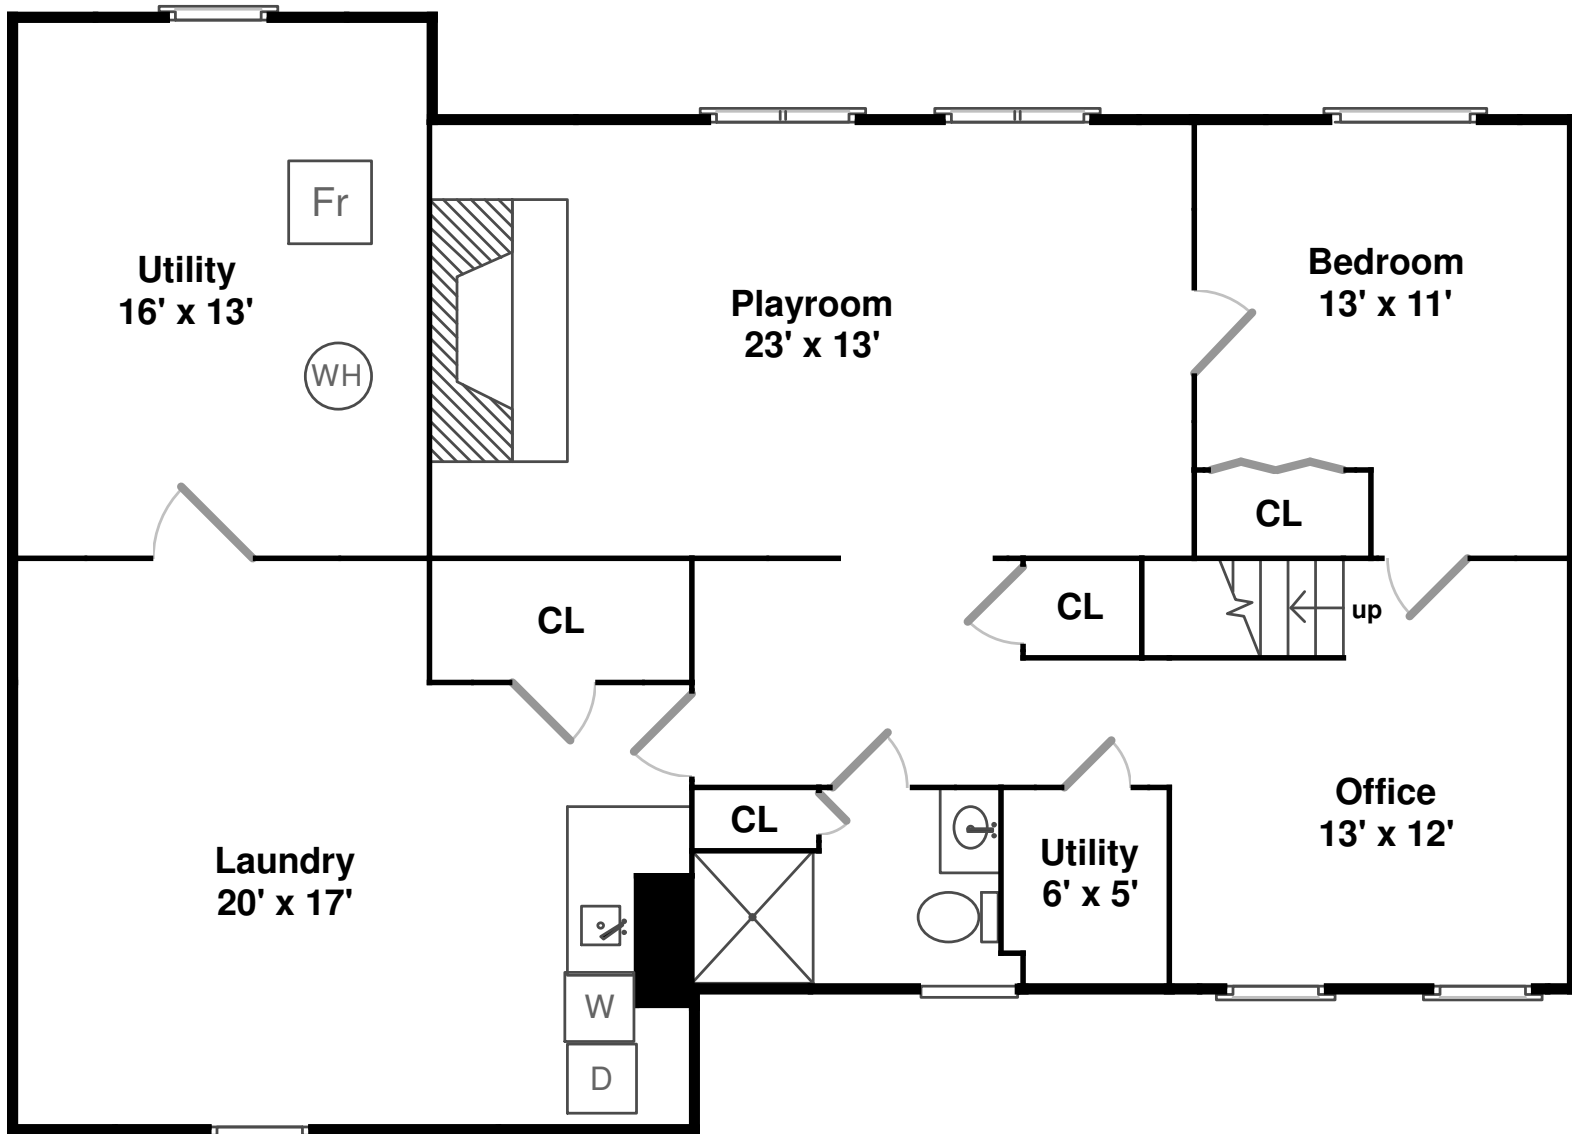 Fr
Utility
16' x 13'
WH
Playroom
23' x 13'
Bedroom
13' x 11'
CL
CL
CL
up
CL
Office
13' x 12'
Utility
6' x 5'
Laundry
20' x 17'
W
D